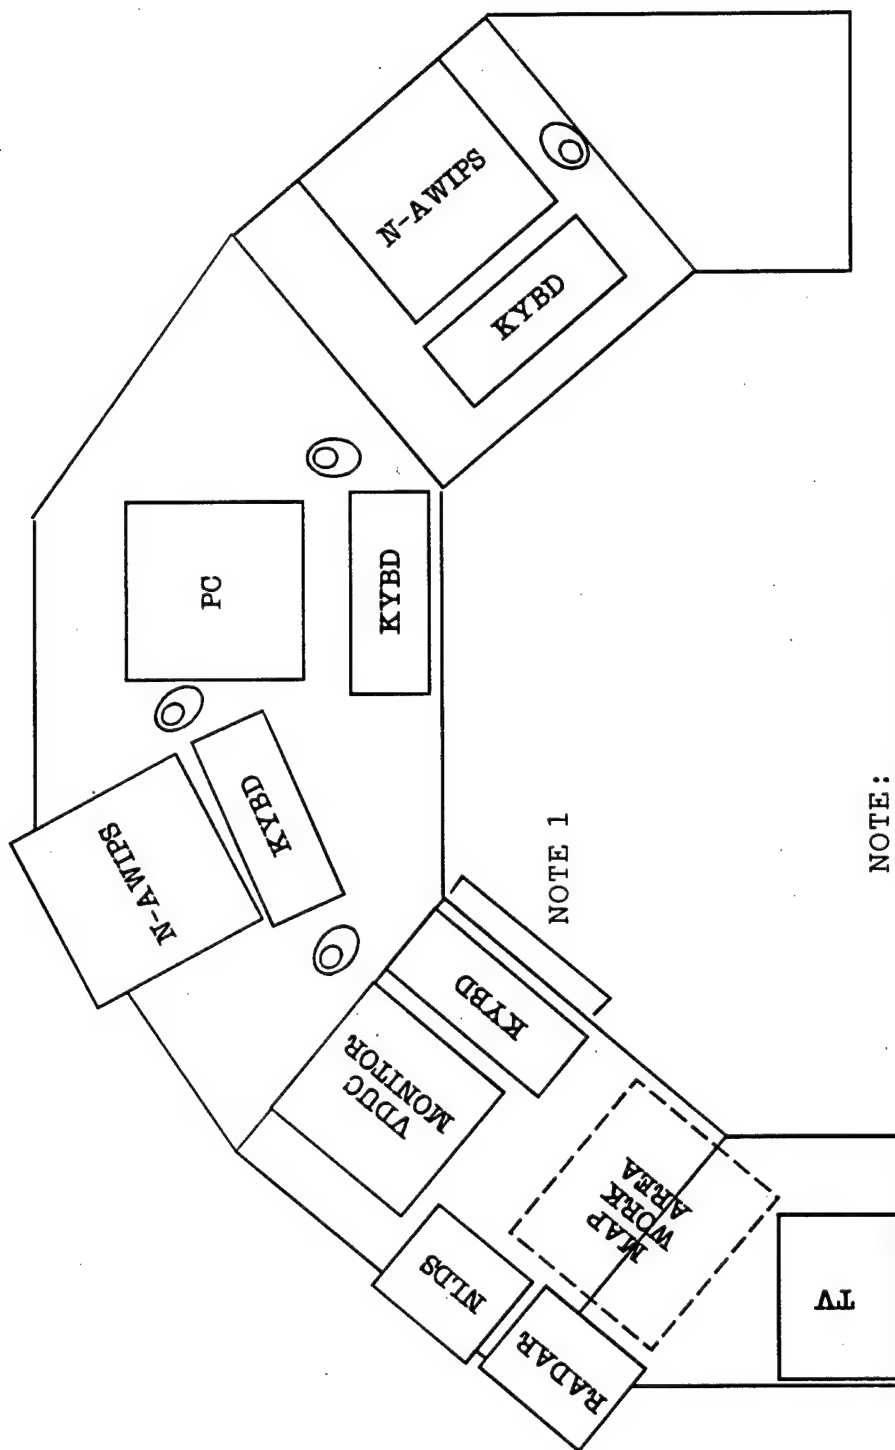 N-AWIPS
KYBD
PC
KYBD
N-AWIPS
KYBD
VDUC
MONITOR
KYBD
NOTE 1
NLDS
RADAR
MAP
WORK
AREA
TV
NOTE: